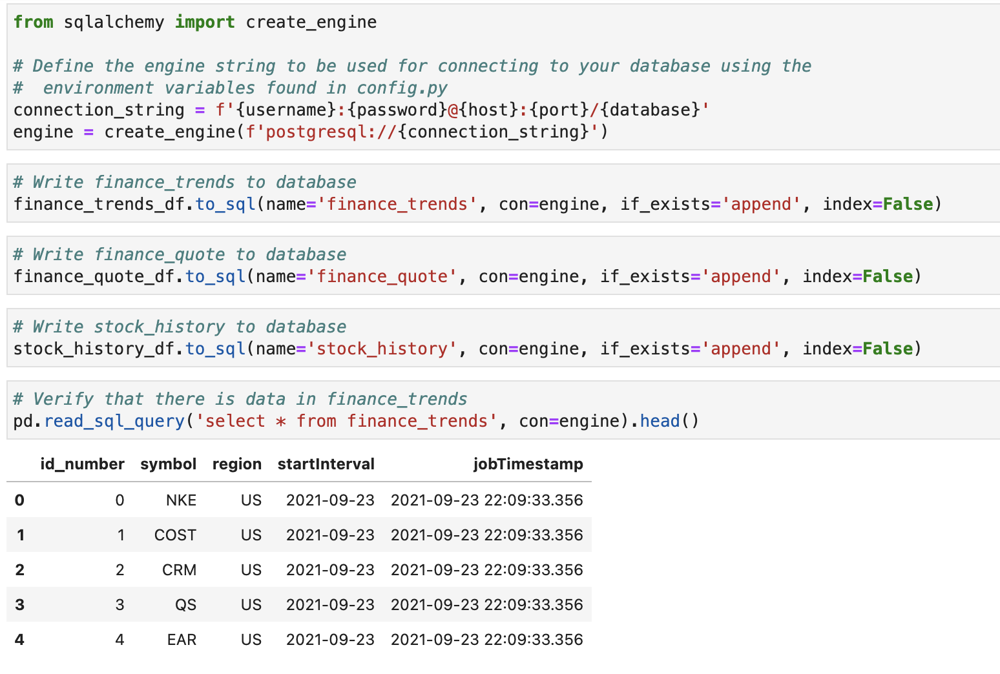 from sqlalchemy import create_engine
# Define the engine string to be used for connecting to your database using the
#  environment variables found in config.py
connection_string = f'{username}:{password}@{host}:{port}/{database}'
engine = create_engine(f'postgresql://{connection_string}')
# Write finance_trends to database
finance_trends_df.to_sql(name='finance_trends', con=engine, if_exists='append', index=False)
# Write finance_quote to database
finance_quote_df.to_sql(name='finance_quote', con=engine, if_exists='append', index=False)
# Write stock_history to database
stock_history_df.to_sql(name='stock_history', con=engine, if_exists='append', index=False)
# Verify that there is data in finance_trends
pd.read_sql_query('select * from finance_trends', con=engine).head()
id_number symbol region startInterval jobTimestamp
0 0 NKE US 2021-09-23 2021-09-23 22:09:33.356
1 1 COST US 2021-09-23 2021-09-23 22:09:33.356
2 2 CRM US 2021-09-23 2021-09-23 22:09:33.356
3 3 QS US 2021-09-23 2021-09-23 22:09:33.356
4 4 EAR US 2021-09-23 2021-09-23 22:09:33.356